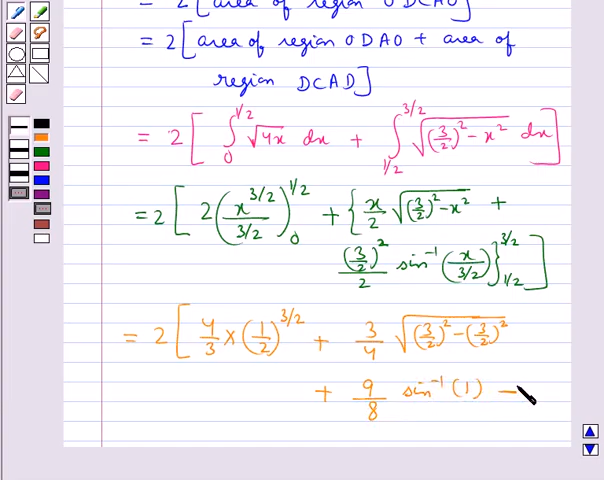 = 2[area of region ODCAO]
= 2[area of region ODAO + area of
region DCAD]
= 2[∫₀^{1/2} √4x dx + ∫_{1/2}^{3/2} √((3/2)² - x²) dx]
= 2[2(x^{3/2}/(3/2))₀^{1/2} + {x/2 √((3/2)² - x²) +
(3/2)²/2 sin⁻¹(x/(3/2))}_{1/2}^{3/2}]
= 2[4/3 × (1/2)^{3/2} + 3/4 √((3/2)² - (3/2)²)
+ 9/8 sin⁻¹(1) -